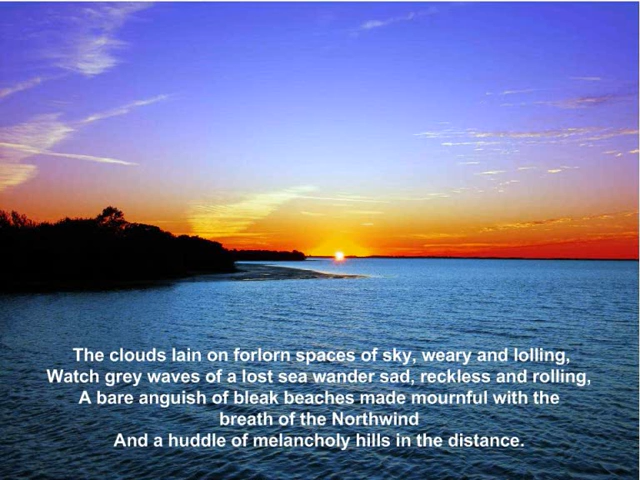 The clouds lain on forlorn spaces of sky, weary and lolling,
Watch grey waves of a lost sea wander sad, reckless and rolling,
A bare anguish of bleak beaches made mournful with the
breath of the Northwind
And a huddle of melancholy hills in the distance.